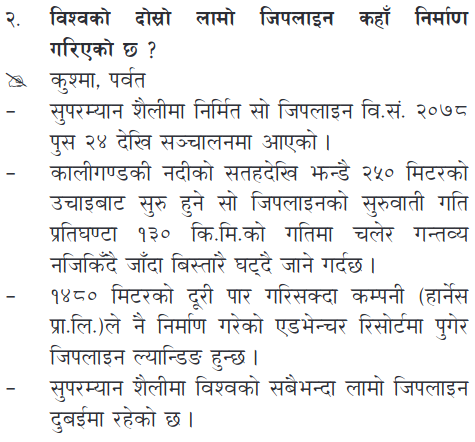 २. विश्वको दोस्रो लामो जिपलाइन कहाँ निर्माण
गरिएको छ ?
कुश्मा, पर्वत
– सुपरम्यान शैलीमा निर्मित सो जिपलाइन वि.सं. २०७८
पुस २४ देखि सञ्चालनमा आएको ।
– कालीगण्डकी नदीको सतहदेखि झन्डै २५० मिटरको
उचाइबाट सुरु हुने सो जिपलाइनको सुरुवाती गति
प्रतिघण्टा १३० कि.मि.को गतिमा चलेर गन्तव्य
नजिकिँदै जाँदा बिस्तारै घट्दै जाने गर्दछ ।
– १४८० मिटरको दूरी पार गरिसक्दा कम्पनी (हार्नेस
प्रा.लि.)ले नै निर्माण गरेको एडभेन्चर रिसोर्टमा पुगेर
जिपलाइन ल्यान्डिङ हुन्छ ।
– सुपरम्यान शैलीमा विश्वको सबैभन्दा लामो जिपलाइन
दुबईमा रहेको छ ।